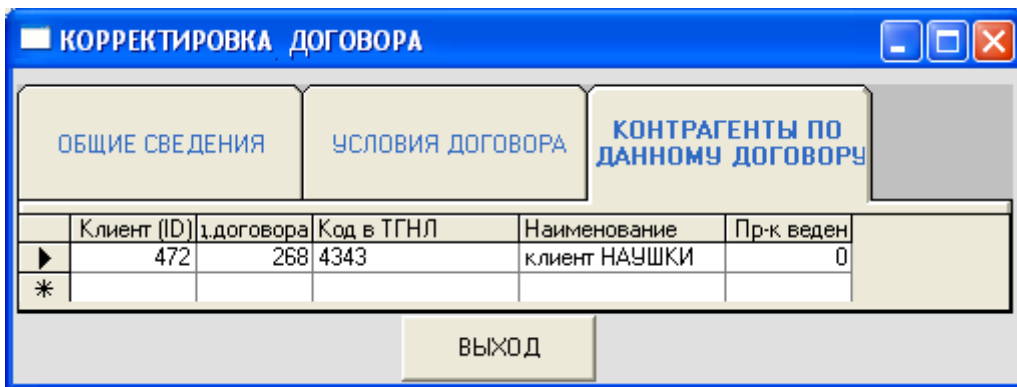 КОРРЕКТИРОВКА ДОГОВОРА
ОБЩИЕ СВЕДЕНИЯ
УСЛОВИЯ ДОГОВОРА
КОНТРАГЕНТЫ ПО
ДАННОМУ ДОГОВОРУ
Клиент (ID) д.договора Код в ТГНЛ Наименование Пр-к веден
472 268 4343 клиент НАУШКИ 0
ВЫХОД